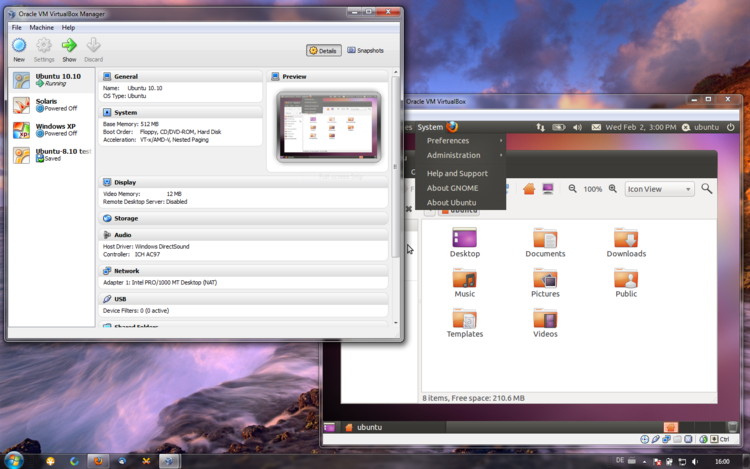 Oracle VM VirtualBox Manager
File Machine Help
New Settings Show Discard
Details Snapshots
Ubuntu 10.10
Running
Solaris
Powered Off
Windows XP
Powered Off
Ubuntu-8.10 test
Saved
General
Name: Ubuntu 10.10
OS Type: Ubuntu
System
Base Memory: 512 MB
Boot Order: Floppy, CD/DVD-ROM, Hard Disk
Acceleration: VT-x/AMD-V, Nested Paging
Preview
Display
Video Memory: 12 MB
Remote Desktop Server: Disabled
Storage
Audio
Host Driver: Windows DirectSound
Controller: ICH AC97
Network
Adapter 1: Intel PRO/1000 MT Desktop (NAT)
USB
Device Filters: 0 (0 active)
Shared Folders
Oracle VM VirtualBox
System Wed Feb 2, 3:00 PM ubuntu
Preferences
Administration
Help and Support
About GNOME
About Ubuntu
100% Icon View
ubuntu
Desktop Documents Downloads
Music Pictures Public
Templates Videos
8 items, Free space: 210.6 MB
ubuntu
Ctrl
DE 16:00